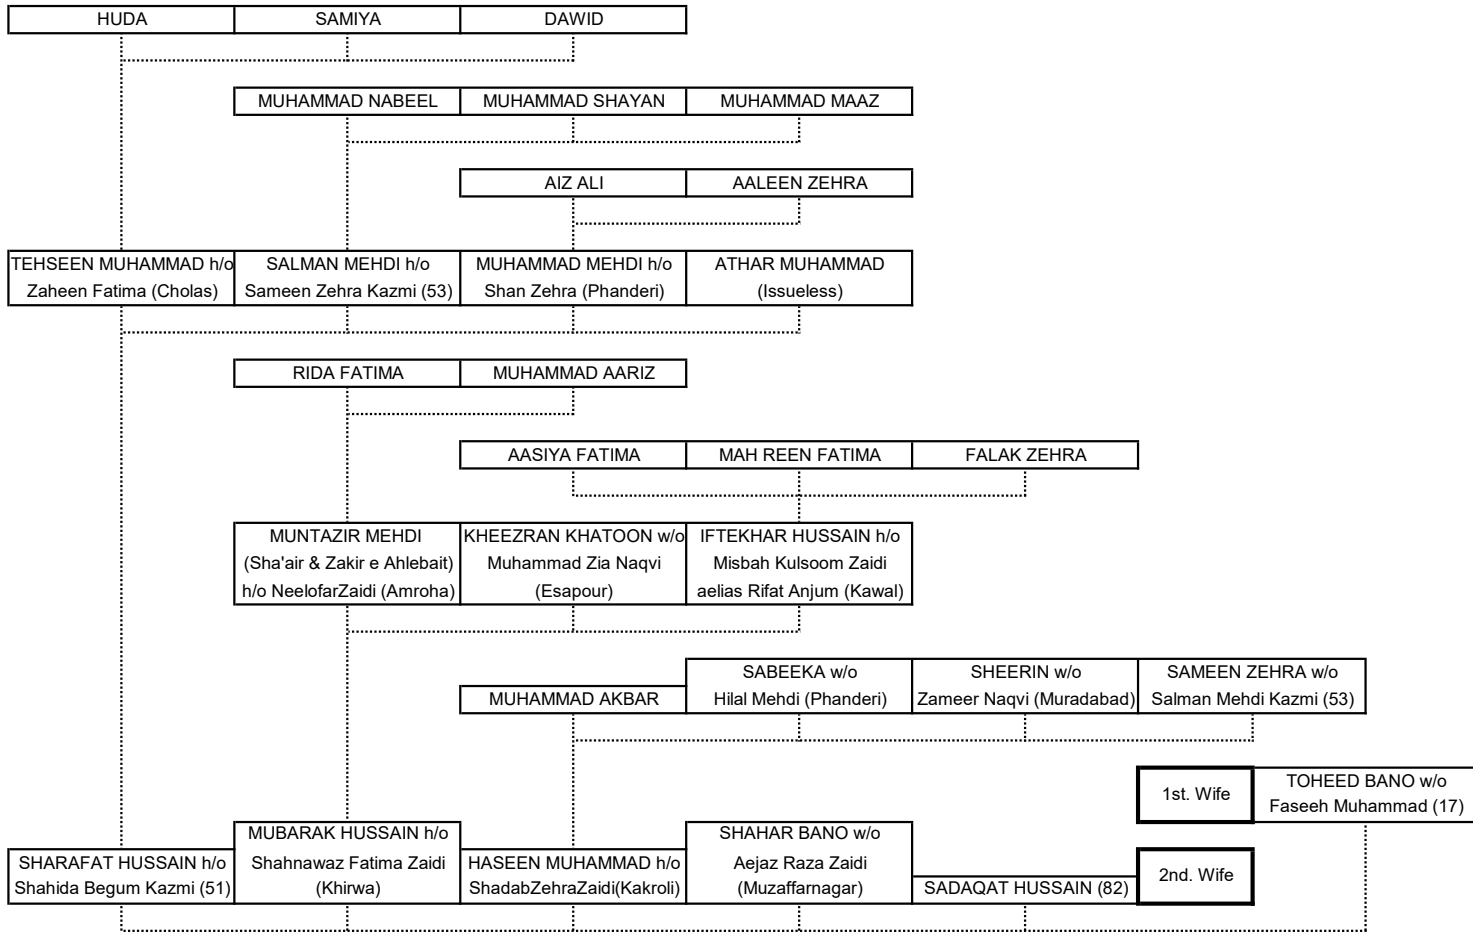 HUDA
SAMIYA
DAWID
MUHAMMAD NABEEL
MUHAMMAD SHAYAN
MUHAMMAD MAAZ
AIZ ALI
AALEEN ZEHRA
TEHSEEN MUHAMMAD h/o
Zaheen Fatima (Cholas)
SALMAN MEHDI h/o
Sameen Zehra Kazmi (53)
MUHAMMAD MEHDI h/o
Shan Zehra (Phanderi)
ATHAR MUHAMMAD
(Issueless)
RIDA FATIMA
MUHAMMAD AARIZ
AASIYA FATIMA
MAH REEN FATIMA
FALAK ZEHRA
MUNTAZIR MEHDI
(Sha'air & Zakir e Ahlebait)
h/o NeelofarZaidi (Amroha)
KHEEZRAN KHATOON w/o
Muhammad Zia Naqvi
(Esapour)
IFTEKHAR HUSSAIN h/o
Misbah Kulsoom Zaidi
aelias Rifat Anjum (Kawal)
MUHAMMAD AKBAR
SABEEKA w/o
Hilal Mehdi (Phanderi)
SHEERIN w/o
Zameer Naqvi (Muradabad)
SAMEEN ZEHRA w/o
Salman Mehdi Kazmi (53)
1st. Wife
TOHEED BANO w/o
Faseeh Muhammad (17)
SHARAFAT HUSSAIN h/o
Shahida Begum Kazmi (51)
MUBARAK HUSSAIN h/o
Shahnawaz Fatima Zaidi
(Khirwa)
HASEEN MUHAMMAD h/o
ShadabZehraZaidi(Kakroli)
SHAHAR BANO w/o
Aejaz Raza Zaidi
(Muzaffarnagar)
SADAQAT HUSSAIN (82)
2nd. Wife